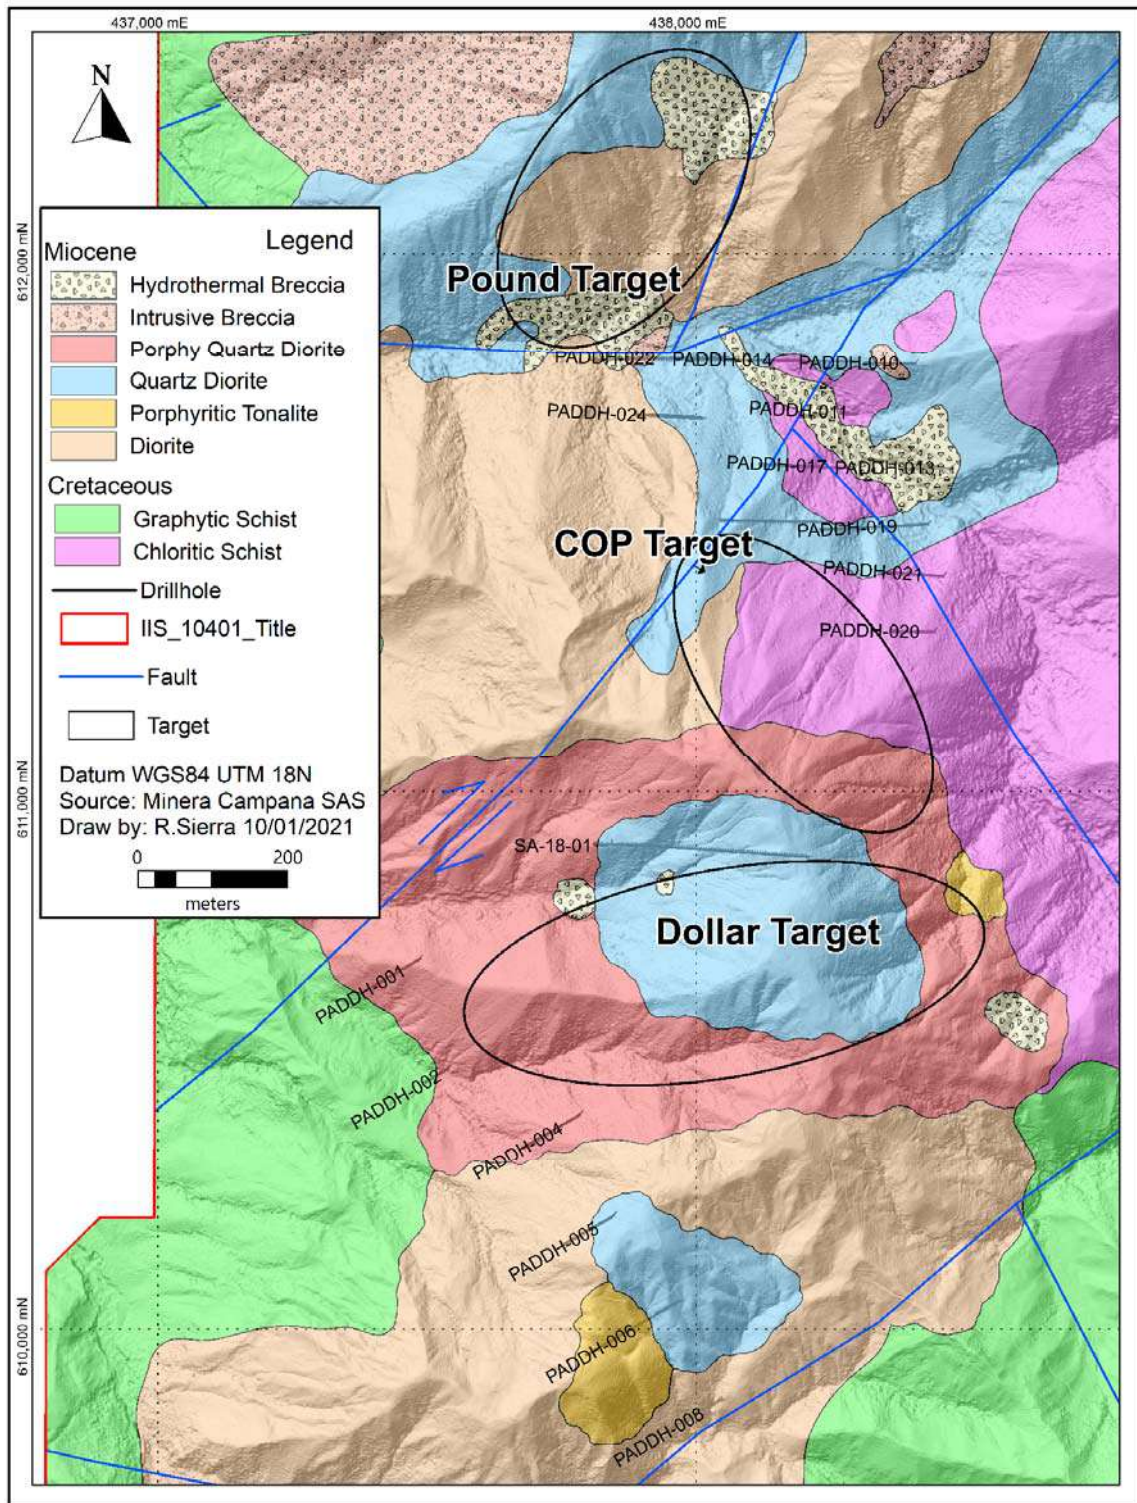 437,000 mE
438,000 mE
N
612,000 mN
611,000 mN
610,000 mN
Legend
Miocene
Hydrothermal Breccia
Intrusive Breccia
Porphy Quartz Diorite
Quartz Diorite
Porphyritic Tonalite
Diorite
Cretaceous
Graphytic Schist
Chloritic Schist
Drillhole
IIS_10401_Title
Fault
Target
Datum WGS84 UTM 18N
Source: Minera Campana SAS
Draw by: R.Sierra 10/01/2021
0 200
meters
Pound Target
PADDH-022
PADDH-014
PADDH-010
PADDH-024
PADDH-011
PADDH-017
PADDH-013
PADDH-019
COP Target
PADDH-021
PADDH-020
SA-18-01
Dollar Target
PADDH-001
PADDH-002
PADDH-004
PADDH-005
PADDH-006
PADDH-008